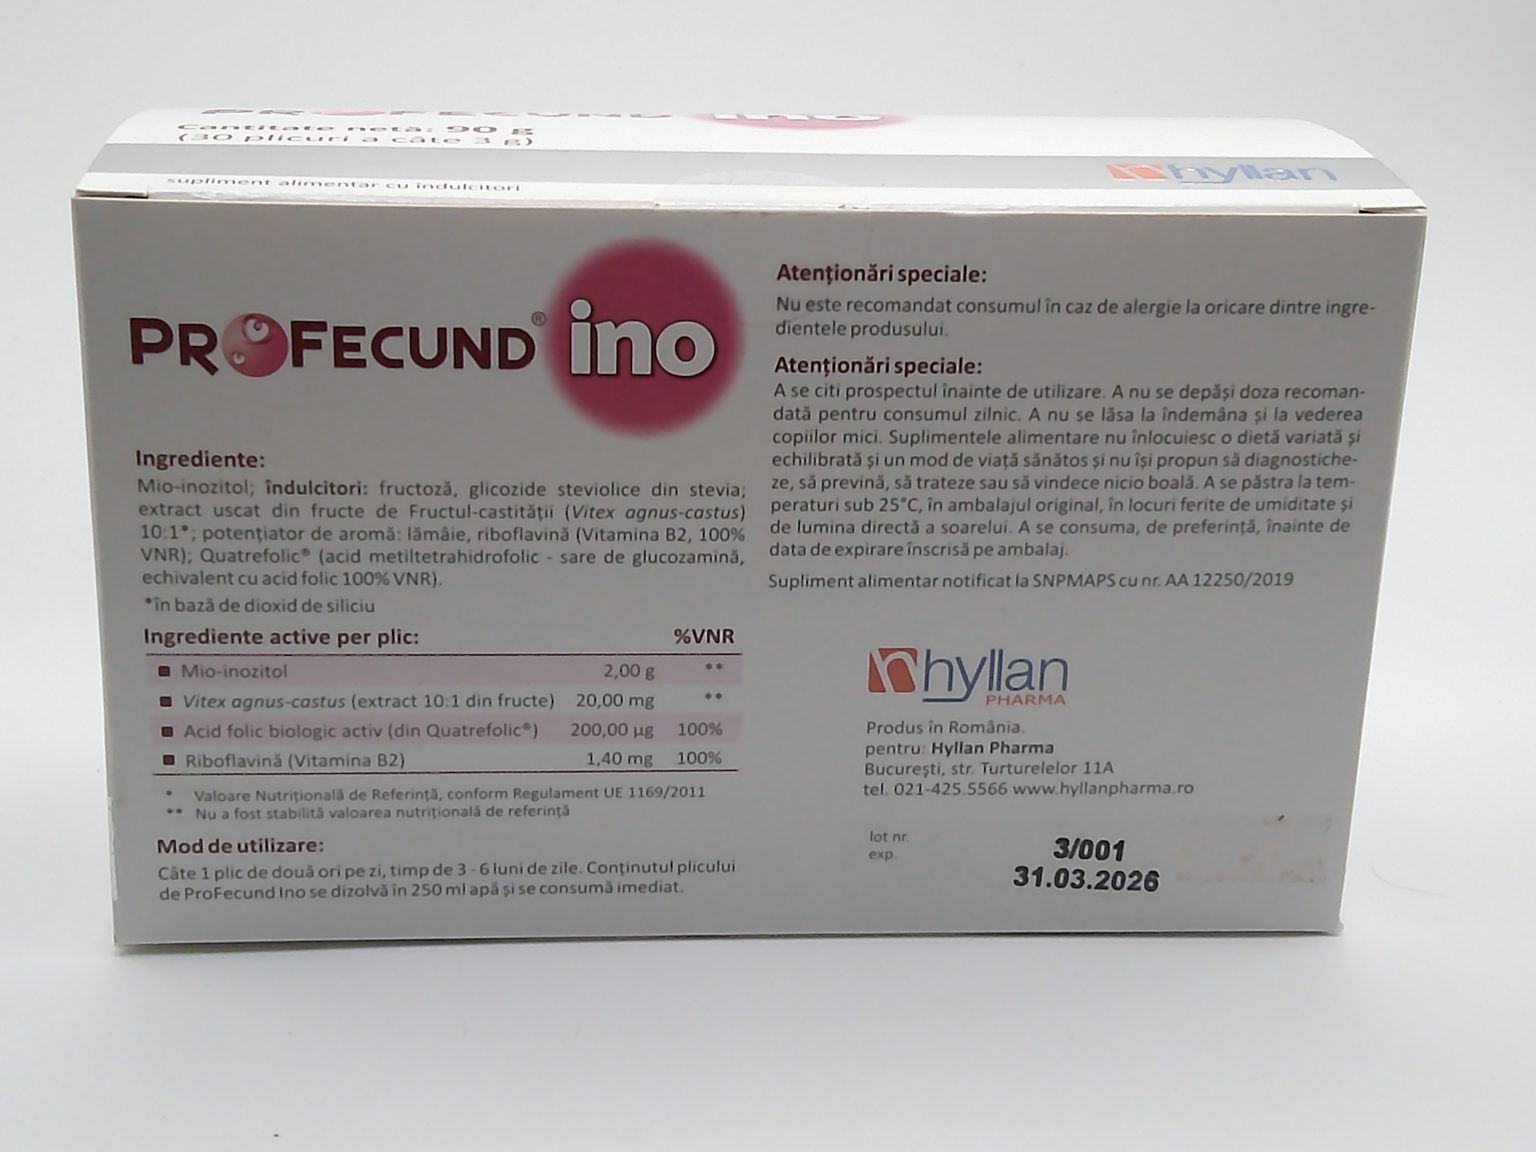 PROFECUND ino
Cantitate netă: 90 g
(30 plicuri a câte 3 g)
supliment alimentar cu îndulcitori
hyllan
PROFECUND® ino
Ingrediente:
Mio-inozitol; îndulcitori: fructoză, glicozide steviolice din stevia;
extract uscat din fructe de Fructul-castității (Vitex agnus-castus)
10:1*; potențiator de aromă: lămâie, riboflavină (Vitamina B2, 100%
VNR); Quatrefolic® (acid metiltetrahidrofolic - sare de glucozamină,
echivalent cu acid folic 100% VNR).
*în bază de dioxid de siliciu
Ingrediente active per plic: %VNR
Mio-inozitol 2,00 g **
Vitex agnus-castus (extract 10:1 din fructe) 20,00 mg **
Acid folic biologic activ (din Quatrefolic®) 200,00 µg 100%
Riboflavină (Vitamina B2) 1,40 mg 100%
* Valoare Nutrițională de Referință, conform Regulament UE 1169/2011
** Nu a fost stabilită valoarea nutrițională de referință
Mod de utilizare:
Câte 1 plic de două ori pe zi, timp de 3 - 6 luni de zile. Conținutul plicului
de ProFecund Ino se dizolvă în 250 ml apă și se consumă imediat.
Atenționări speciale:
Nu este recomandat consumul în caz de alergie la oricare dintre ingre-
dientele produsului.
Atenționări speciale:
A se citi prospectul înainte de utilizare. A nu se depăși doza recoman-
dată pentru consumul zilnic. A nu se lăsa la îndemâna și la vederea
copiilor mici. Suplimentele alimentare nu înlocuiesc o dietă variată și
echilibrată și un mod de viață sănătos și nu își propun să diagnostiche-
ze, să prevină, să trateze sau să vindece nicio boală. A se păstra la tem-
peraturi sub 25°C, în ambalajul original, în locuri ferite de umiditate și
de lumina directă a soarelui. A se consuma, de preferință, înainte de
data de expirare înscrisă pe ambalaj.
Supliment alimentar notificat la SNPMAPS cu nr. AA 12250/2019
hyllan
PHARMA
Produs în România.
pentru: Hyllan Pharma
București, str. Turturelelor 11A
tel. 021-425.5566 www.hyllanpharma.ro
lot nr. 3/001
exp. 31.03.2026